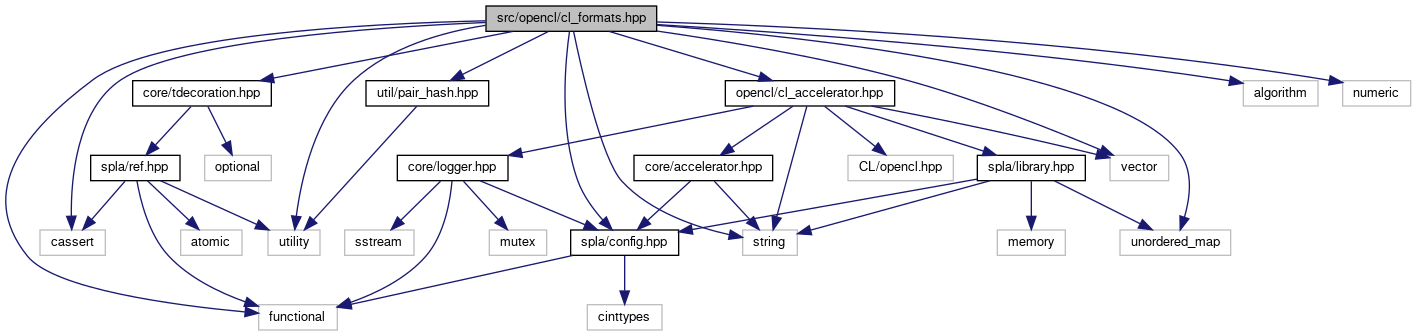 src/opencl/cl_formats.hpp
core/tdecoration.hpp
util/pair_hash.hpp
opencl/cl_accelerator.hpp
algorithm
numeric
spla/ref.hpp
optional
core/logger.hpp
core/accelerator.hpp
CL/opencl.hpp
spla/library.hpp
vector
cassert
atomic
utility
sstream
mutex
spla/config.hpp
string
memory
unordered_map
functional
cinttypes